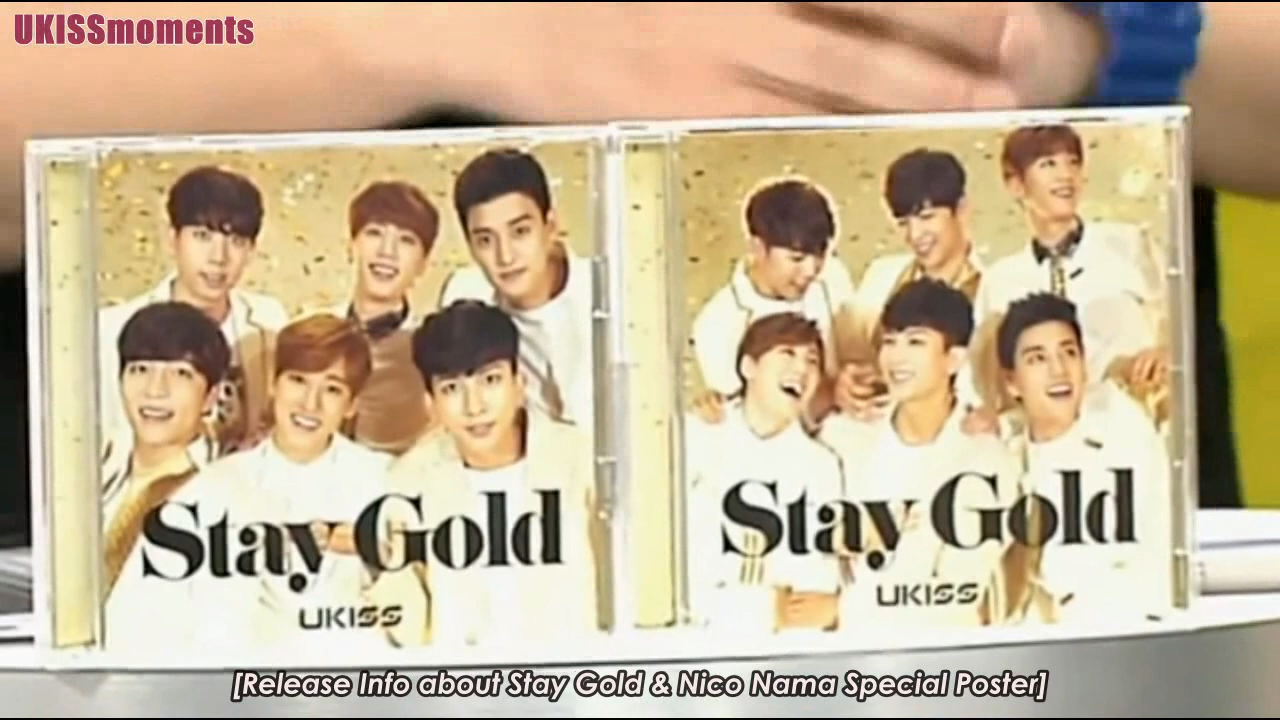 UKISSmoments
Stay Gold
UKISS
Stay Gold
UKISS
[Release Info about Stay Gold & Nico Nama Special Poster]